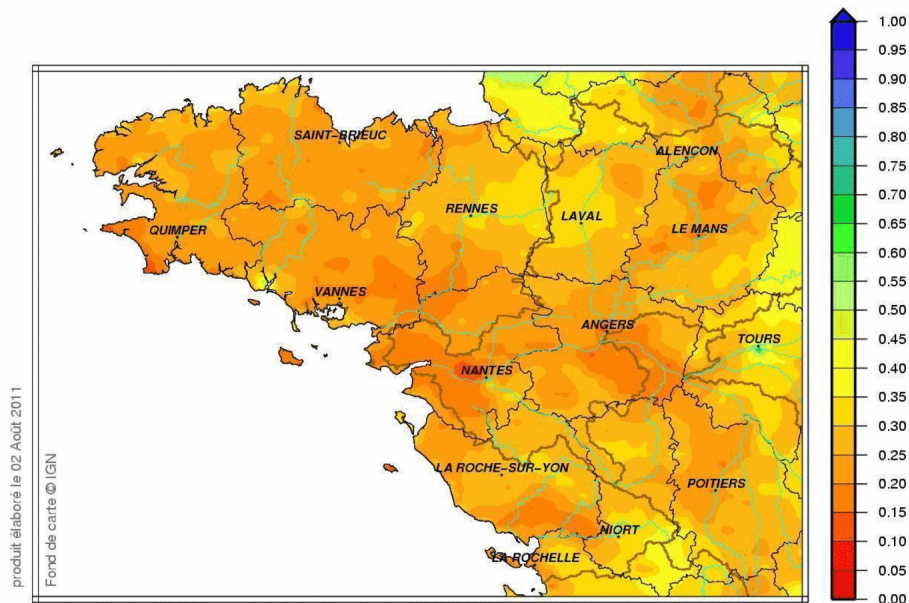 1.00
0.95
0.90
0.85
0.80
0.75
0.70
0.65
0.60
0.55
0.50
0.45
0.40
0.35
0.30
0.25
0.20
0.15
0.10
0.05
0.00
SAINT-BRIEUC
ALENCON
RENNES
LAVAL
QUIMPER
LE MANS
VANNES
ANGERS
TOURS
NANTES
LA ROCHE-SUR-YON
POITIERS
NIORT
LA ROCHELLE
produit élaboré le 02 Août 2011
Fond de carte © IGN